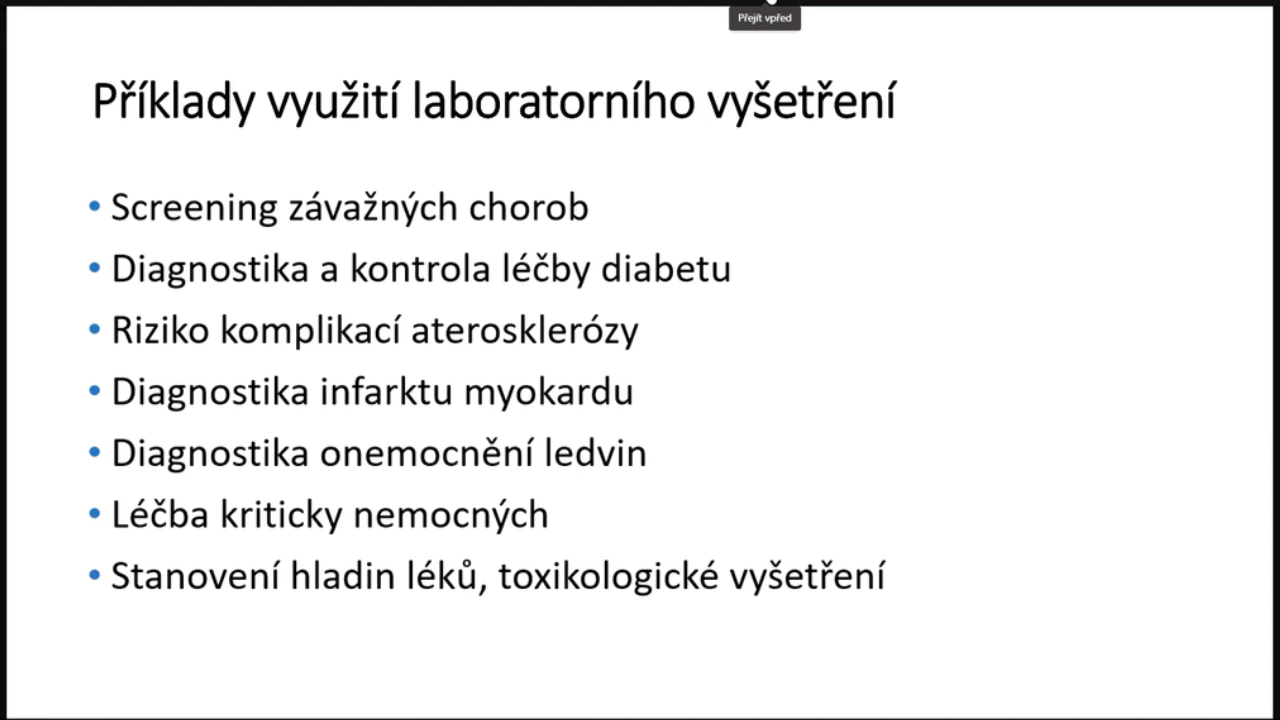 Přejít vpřed
Příklady využití laboratorního vyšetření
• Screening závažných chorob
• Diagnostika a kontrola léčby diabetu
• Riziko komplikací aterosklerózy
• Diagnostika infarktu myokardu
• Diagnostika onemocnění ledvin
• Léčba kriticky nemocných
• Stanovení hladin léků, toxikologické vyšetření